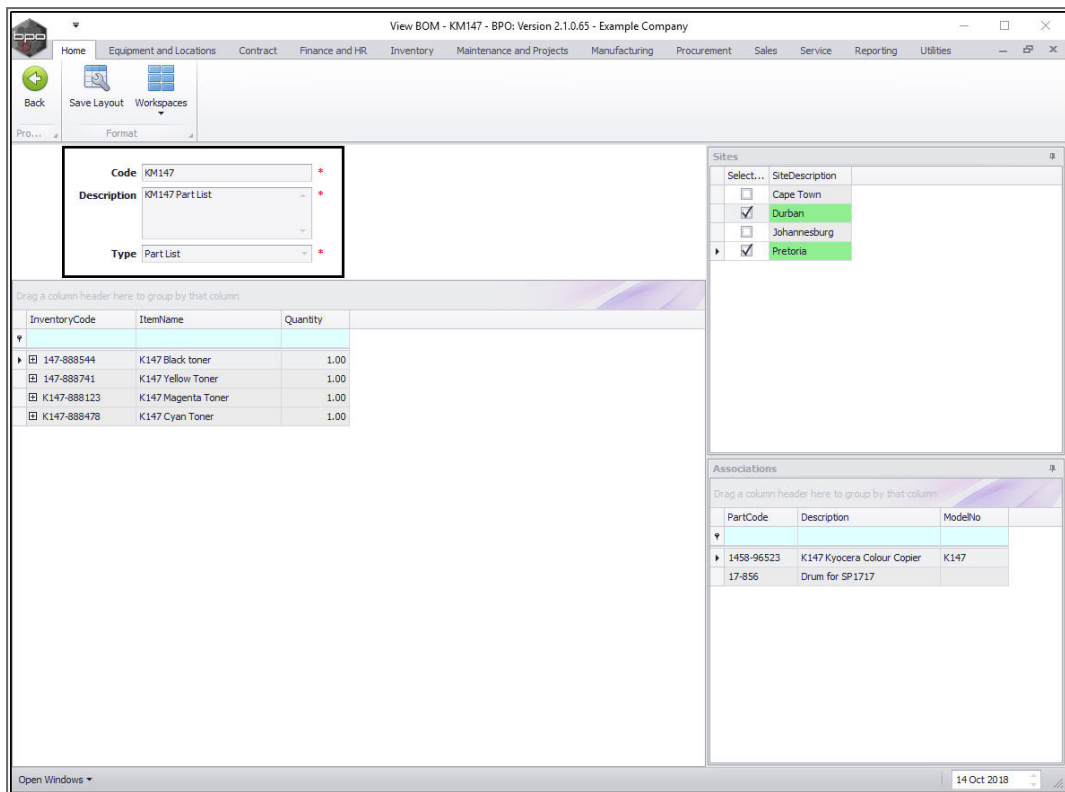 bpo
View BOM - KM147 - BPO: Version 2.1.0.65 - Example Company
Home Equipment and Locations Contract Finance and HR Inventory Maintenance and Projects Manufacturing Procurement Sales Service Reporting Utilities
Back Save Layout Workspaces
Pro... Format
Code KM147 *
Description KM147 Part List *
Type Part List *
Drag a column header here to group by that column
InventoryCode ItemName Quantity
147-888544 K147 Black toner 1.00
147-888741 K147 Yellow Toner 1.00
K147-888123 K147 Magenta Toner 1.00
K147-888478 K147 Cyan Toner 1.00
Sites
Select... SiteDescription
Cape Town
Durban
Johannesburg
Pretoria
Associations
Drag a column header here to group by that column
PartCode Description ModelNo
1458-96523 K147 Kyocera Colour Copier K147
17-856 Drum for SP1717
Open Windows 14 Oct 2018